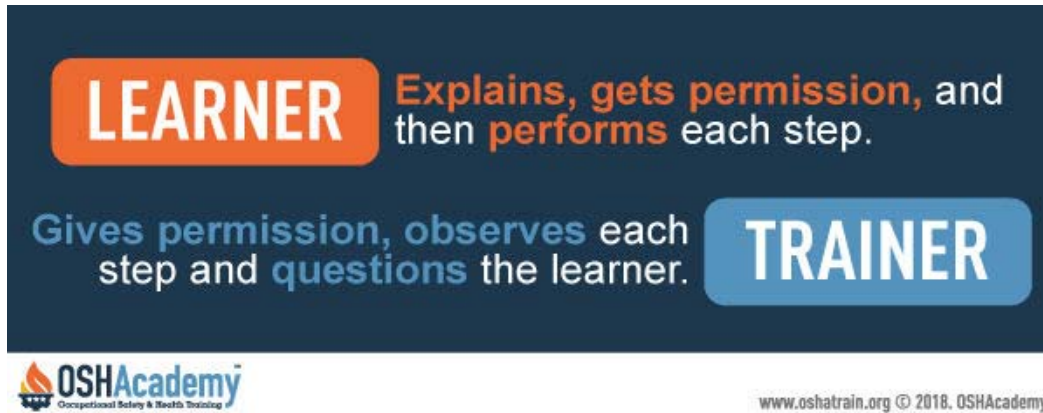 LEARNER
Explains, gets permission, and
then performs each step.
Gives permission, observes each
step and questions the learner.
TRAINER
OSHAcademy
Occupational Safety & Health Training
www.oshatrain.org © 2018. OSHAcademy